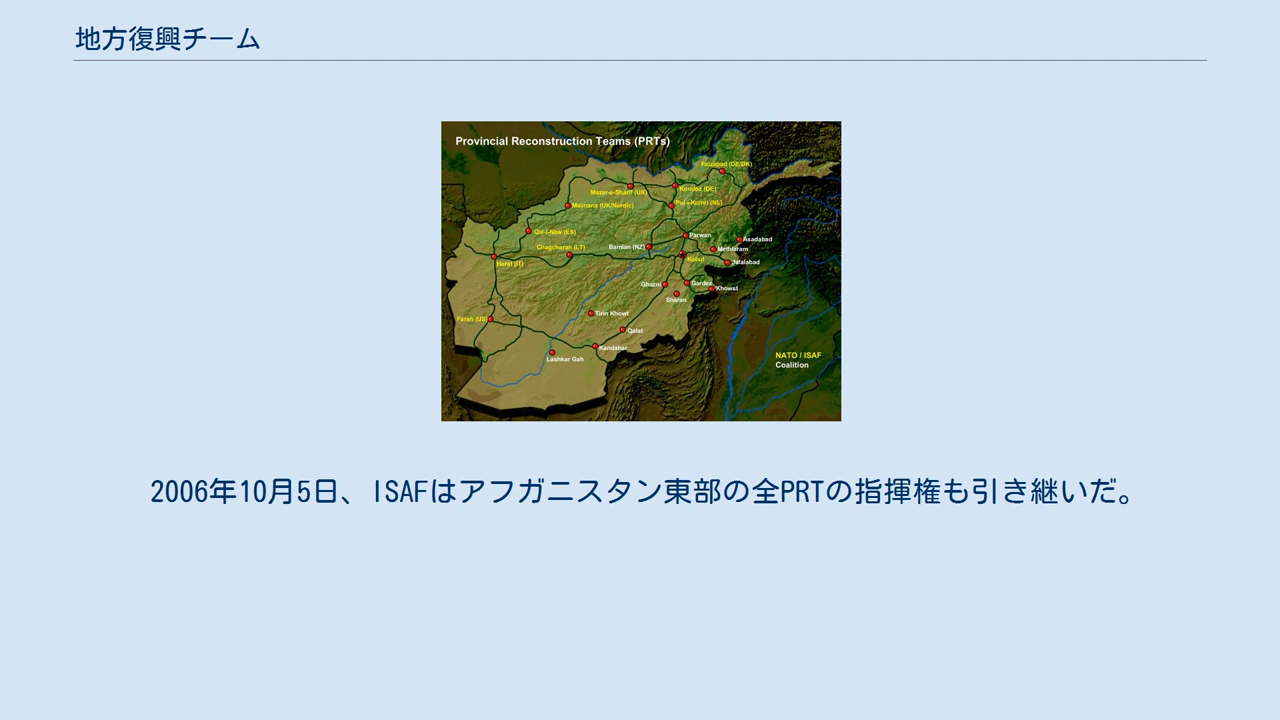 地方復興チーム
Provincial Reconstruction Teams (PRTs)
Faizabad (DE/DK)
Mazar-e-Sharif (UK)
Kondoz (DE)
Maimana (UK/Nordic)
Pul-i-Kumri (NL)
Qal-i-Naw (ES)
Parwan
Asadabad
Chagcharan (LT)
Bamian (NZ)
Methtaram
Herat (IT)
Kabul
Jalalabad
Ghazni
Gardez
Khowst
Sharan
Tirin Khowt
Farah (US)
Qalat
Kandahar
Lashkar Gah
NATO / ISAF
Coalition
2006年10月5日、ISAFはアフガニスタン東部の全PRTの指揮権も引き継いだ。